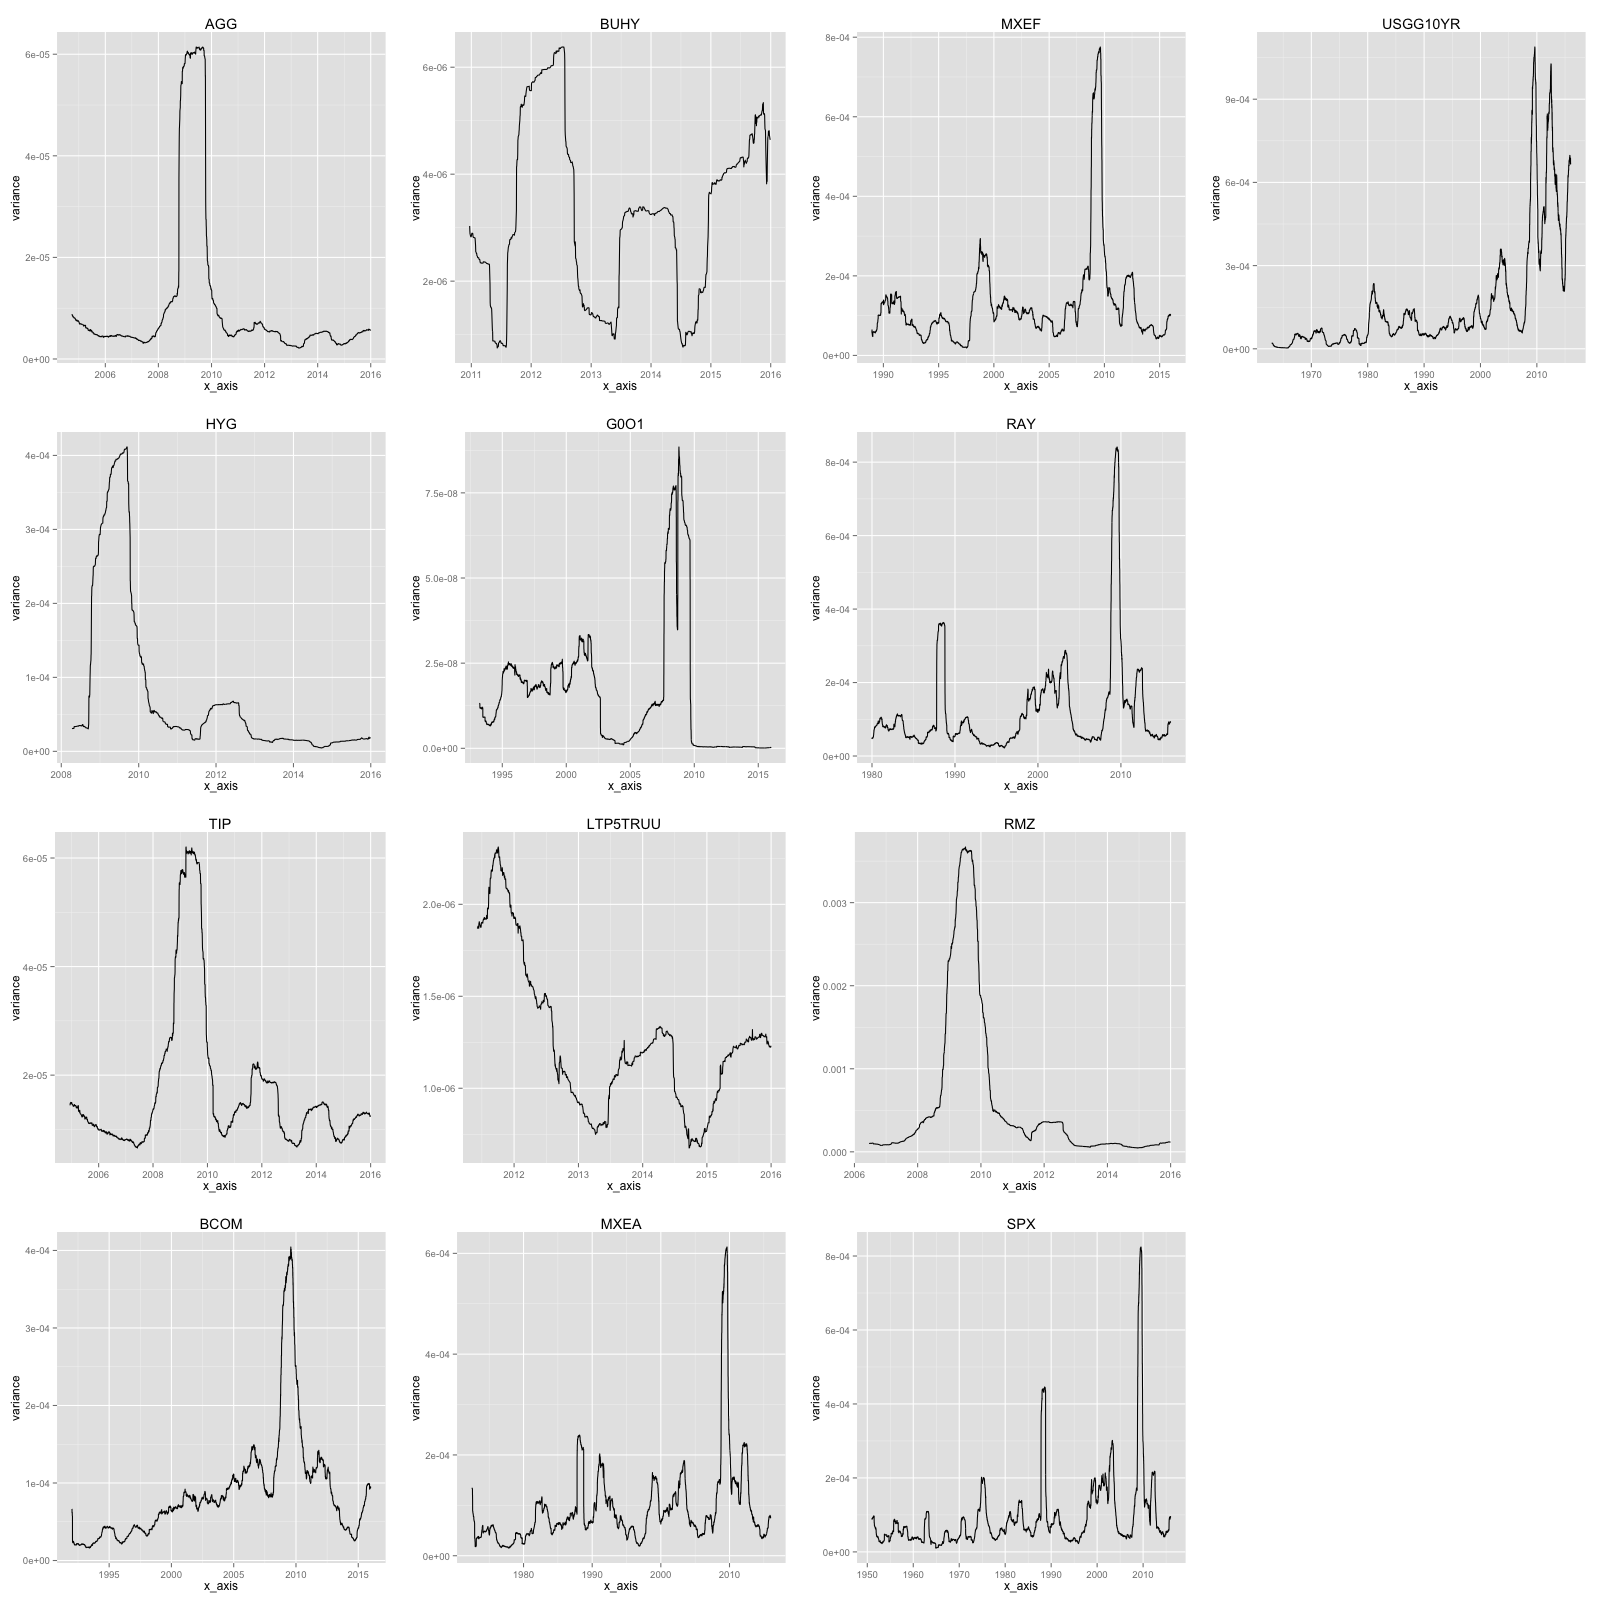 AGG
variance
6e-05
4e-05
2e-05
0e+00
2006 2008 2010 2012 2014 2016
x_axis
BUHY
variance
6e-06
4e-06
2e-06
2011 2012 2013 2014 2015 2016
x_axis
MXEF
variance
8e-04
6e-04
4e-04
2e-04
0e+00
1990 1995 2000 2005 2010 2015
x_axis
USGG10YR
variance
9e-04
6e-04
3e-04
0e+00
1970 1980 1990 2000 2010
x_axis
HYG
variance
4e-04
3e-04
2e-04
1e-04
0e+00
2008 2010 2012 2014 2016
x_axis
G0O1
variance
7.5e-08
5.0e-08
2.5e-08
0.0e+00
1995 2000 2005 2010 2015
x_axis
RAY
variance
8e-04
6e-04
4e-04
2e-04
0e+00
1980 1990 2000 2010
x_axis
TIP
variance
6e-05
4e-05
2e-05
2006 2008 2010 2012 2014 2016
x_axis
LTP5TRUU
variance
2.0e-06
1.5e-06
1.0e-06
2012 2013 2014 2015 2016
x_axis
RMZ
variance
0.003
0.002
0.001
0.000
2006 2008 2010 2012 2014 2016
x_axis
BCOM
variance
4e-04
3e-04
2e-04
1e-04
0e+00
1995 2000 2005 2010 2015
x_axis
MXEA
variance
6e-04
4e-04
2e-04
0e+00
1980 1990 2000 2010
x_axis
SPX
variance
8e-04
6e-04
4e-04
2e-04
0e+00
1950 1960 1970 1980 1990 2000 2010
x_axis